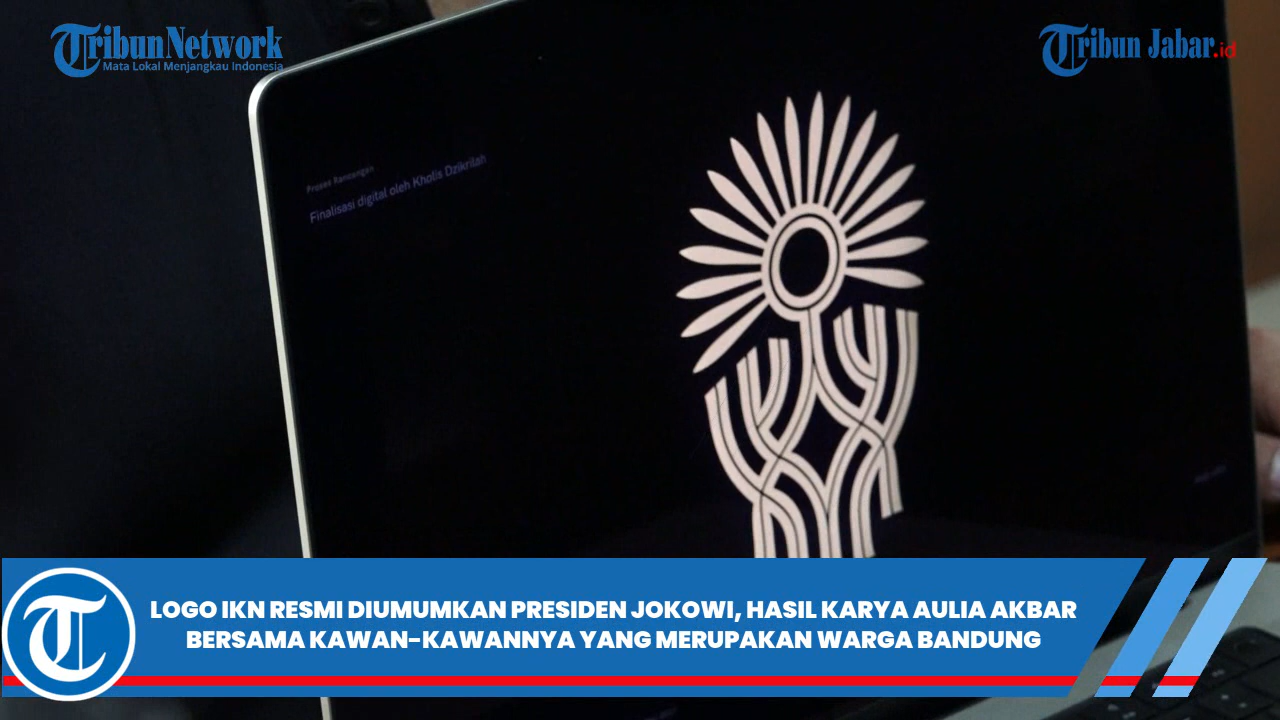 TribunNetwork
Mata Lokal Menjangkau Indonesia
Tribun Jabar.id
Proses Rancangan
Finalisasi digital oleh Kholis Dzikrilah
LOGO IKN RESMI DIUMUMKAN PRESIDEN JOKOWI, HASIL KARYA AULIA AKBAR
BERSAMA KAWAN-KAWANNYA YANG MERUPAKAN WARGA BANDUNG